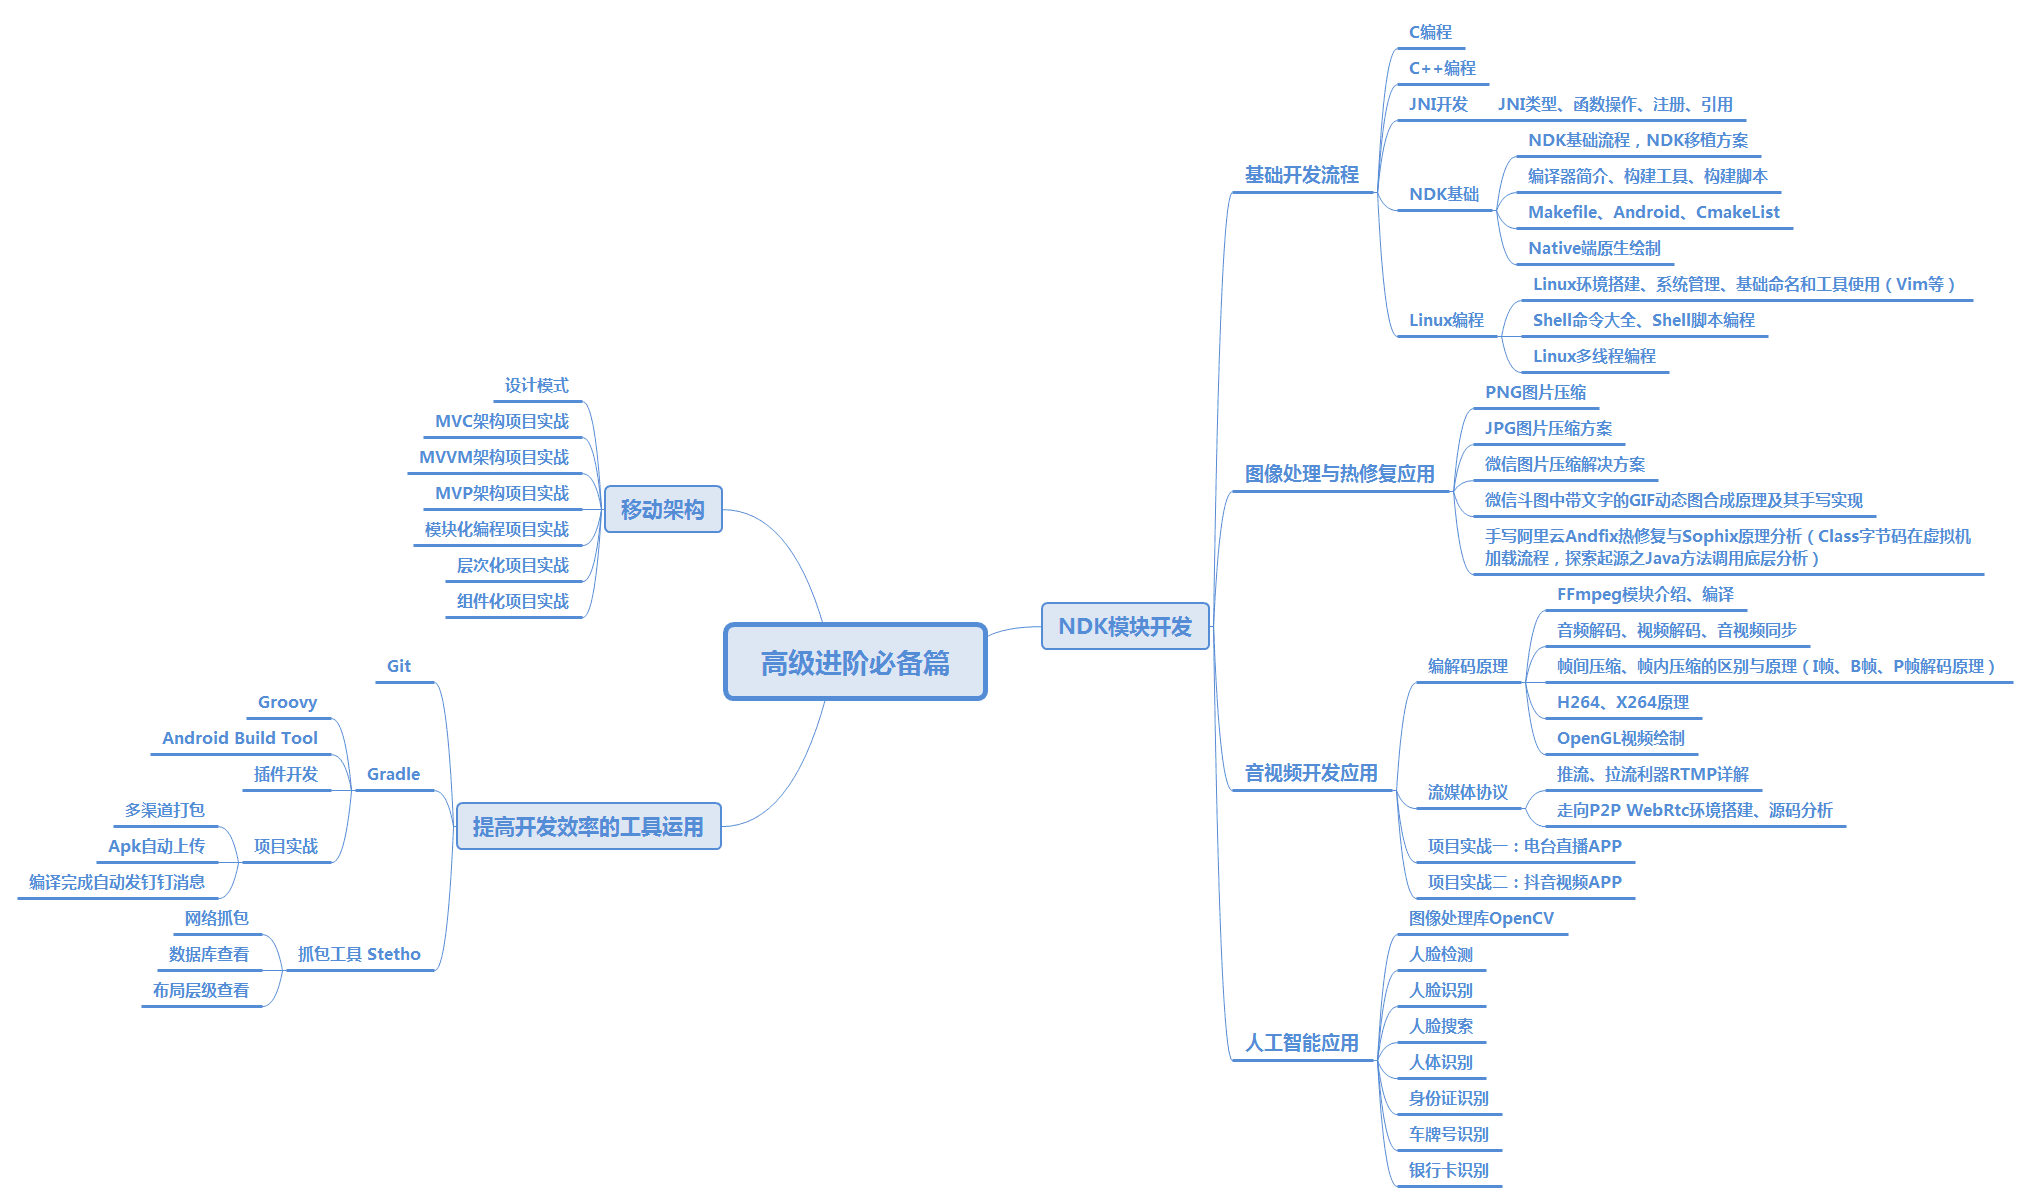 高级进阶必备篇
NDK模块开发
基础开发流程
C编程
C++编程
JNI开发
JNI类型、函数操作、注册、引用
NDK基础
NDK基础流程，NDK移植方案
编译器简介、构建工具、构建脚本
Makefile、Android、CmakeList
Native端原生绘制
Linux编程
Linux环境搭建、系统管理、基础命名和工具使用（Vim等）
Shell命令大全、Shell脚本编程
Linux多线程编程
图像处理与热修复应用
PNG图片压缩
JPG图片压缩方案
微信图片压缩解决方案
微信斗图中带文字的GIF动态图合成原理及其手写实现
手写阿里云Andfix热修复与Sophix原理分析（Class字节码在虚拟机
加载流程，探索起源之Java方法调用底层分析）
音视频开发应用
编解码原理
FFmpeg模块介绍、编译
音频解码、视频解码、音视频同步
帧间压缩、帧内压缩的区别与原理（I帧、B帧、P帧解码原理）
H264、X264原理
OpenGL视频绘制
流媒体协议
推流、拉流利器RTMP详解
走向P2P WebRtc环境搭建、源码分析
项目实战一：电台直播APP
项目实战二：抖音视频APP
人工智能应用
图像处理库OpenCV
人脸检测
人脸识别
人脸搜索
人体识别
身份证识别
车牌号识别
银行卡识别
移动架构
设计模式
MVC架构项目实战
MVVM架构项目实战
MVP架构项目实战
模块化编程项目实战
层次化项目实战
组件化项目实战
提高开发效率的工具运用
Git
Gradle
Groovy
Android Build Tool
插件开发
项目实战
多渠道打包
Apk自动上传
编译完成自动发钉钉消息
抓包工具 Stetho
网络抓包
数据库查看
布局层级查看